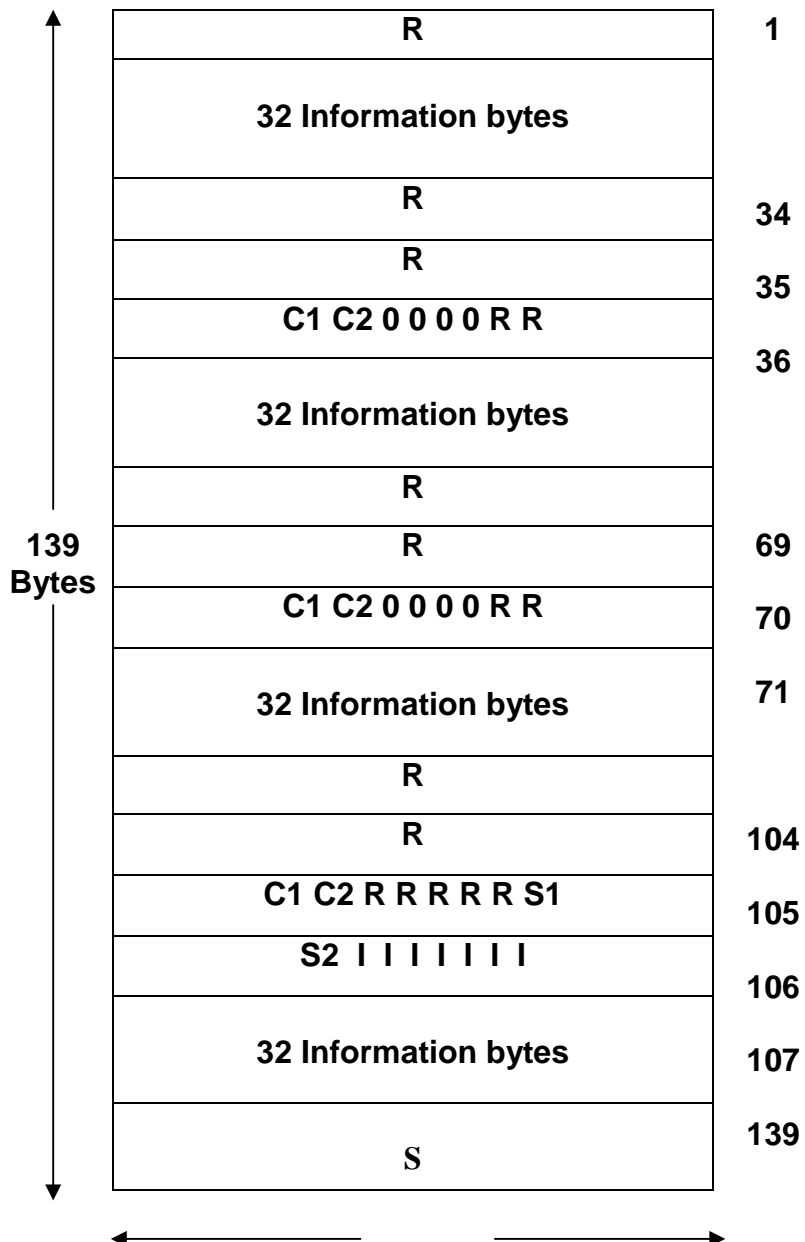 R 1
32 Information bytes
R
34
R
35
C1 C2 0 0 0 0 R R
36
32 Information bytes
R
139
Bytes
R 69
C1 C2 0 0 0 0 R R
70
32 Information bytes
71
R
R 104
C1 C2 R R R R R S1
105
S2 I I I I I I I
106
32 Information bytes
107
139
S